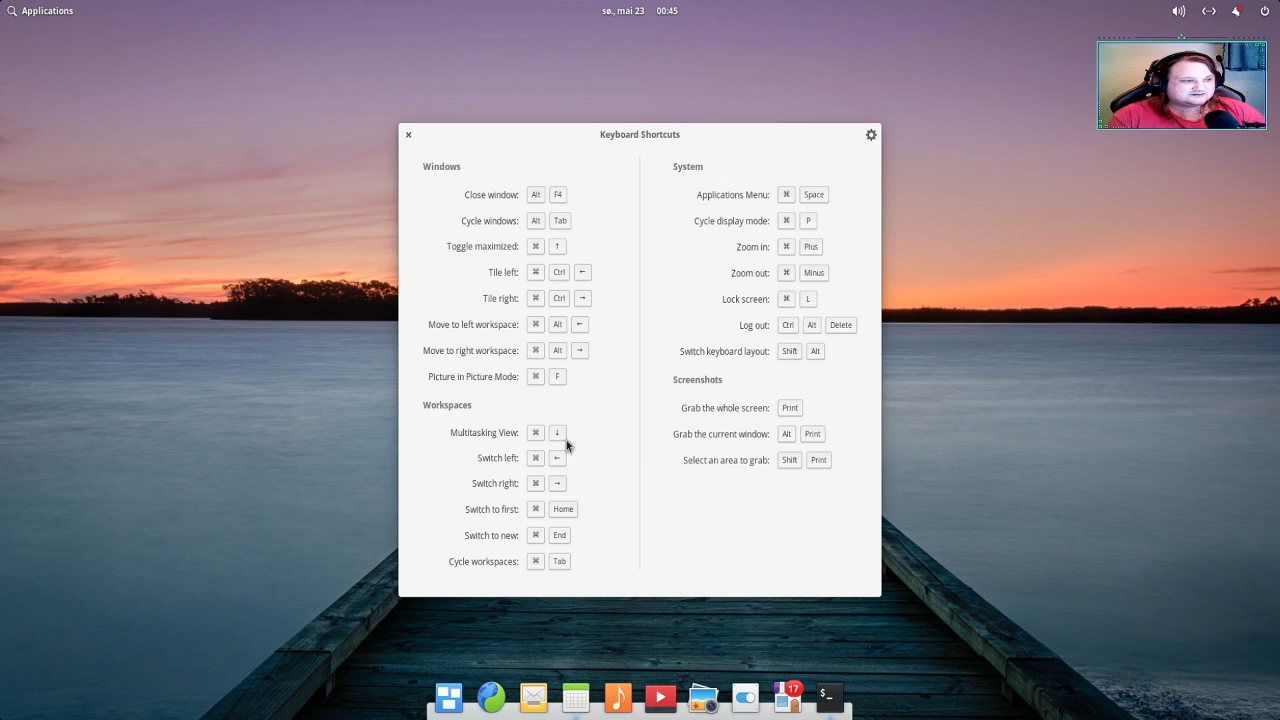 Applications
sø., mai 23 00:45
Keyboard Shortcuts
Windows
Close window: Alt F4
Cycle windows: Alt Tab
Toggle maximized: ⌘ ↑
Tile left: ⌘ Ctrl ←
Tile right: ⌘ Ctrl →
Move to left workspace: ⌘ Alt ←
Move to right workspace: ⌘ Alt →
Picture in Picture Mode: ⌘ F
Workspaces
Multitasking View: ⌘ ↓
Switch left: ⌘ ←
Switch right: ⌘ →
Switch to first: ⌘ Home
Switch to new: ⌘ End
Cycle workspaces: ⌘ Tab
System
Applications Menu: ⌘ Space
Cycle display mode: ⌘ P
Zoom in: ⌘ Plus
Zoom out: ⌘ Minus
Lock screen: ⌘ L
Log out: Ctrl Alt Delete
Switch keyboard layout: Shift Alt
Screenshots
Grab the whole screen: Print
Grab the current window: Alt Print
Select an area to grab: Shift Print
17